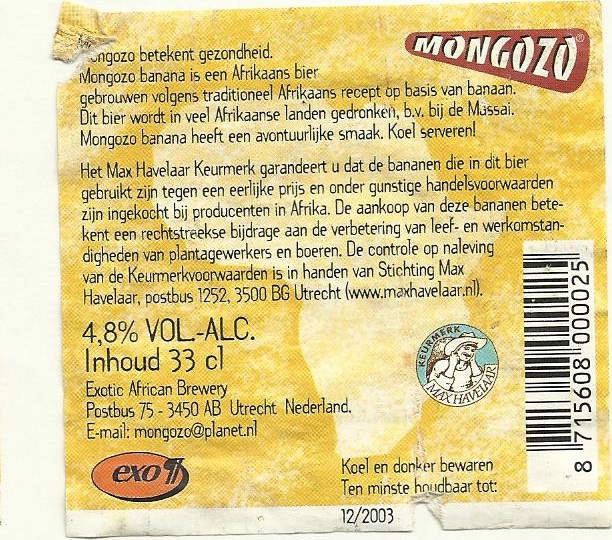 MONGOZO®
Mongozo betekent gezondheid.
Mongozo banana is een Afrikaans bier
gebrouwen volgens traditioneel Afrikaans recept op basis van banaan.
Dit bier wordt in veel Afrikaanse landen gedronken, b.v. bij de Massai.
Mongozo banana heeft een avontuurlijke smaak. Koel serveren!
Het Max Havelaar Keurmerk garandeert u dat de bananen die in dit bier
gebruikt zijn tegen een eerlijke prijs en onder gunstige handelsvoorwaarden
zijn ingekocht bij producenten in Afrika. De aankoop van deze bananen bete-
kent een rechtstreekse bijdrage aan de verbetering van leef- en werkomstan-
digheden van plantagewerkers en boeren. De controle op naleving
van de Keurmerkvoorwaarden is in handen van Stichting Max
Havelaar, postbus 1252, 3500 BG Utrecht (www.maxhavelaar.nl).
4,8% VOL.-ALC.
Inhoud 33 cl
Exotic African Brewery
Postbus 75 - 3450 AB Utrecht Nederland.
E-mail: mongozo@planet.nl
KEURMERK
MAX HAVELAAR
8 715608 000025
exo
Koel en donker bewaren
Ten minste houdbaar tot:
12/2003